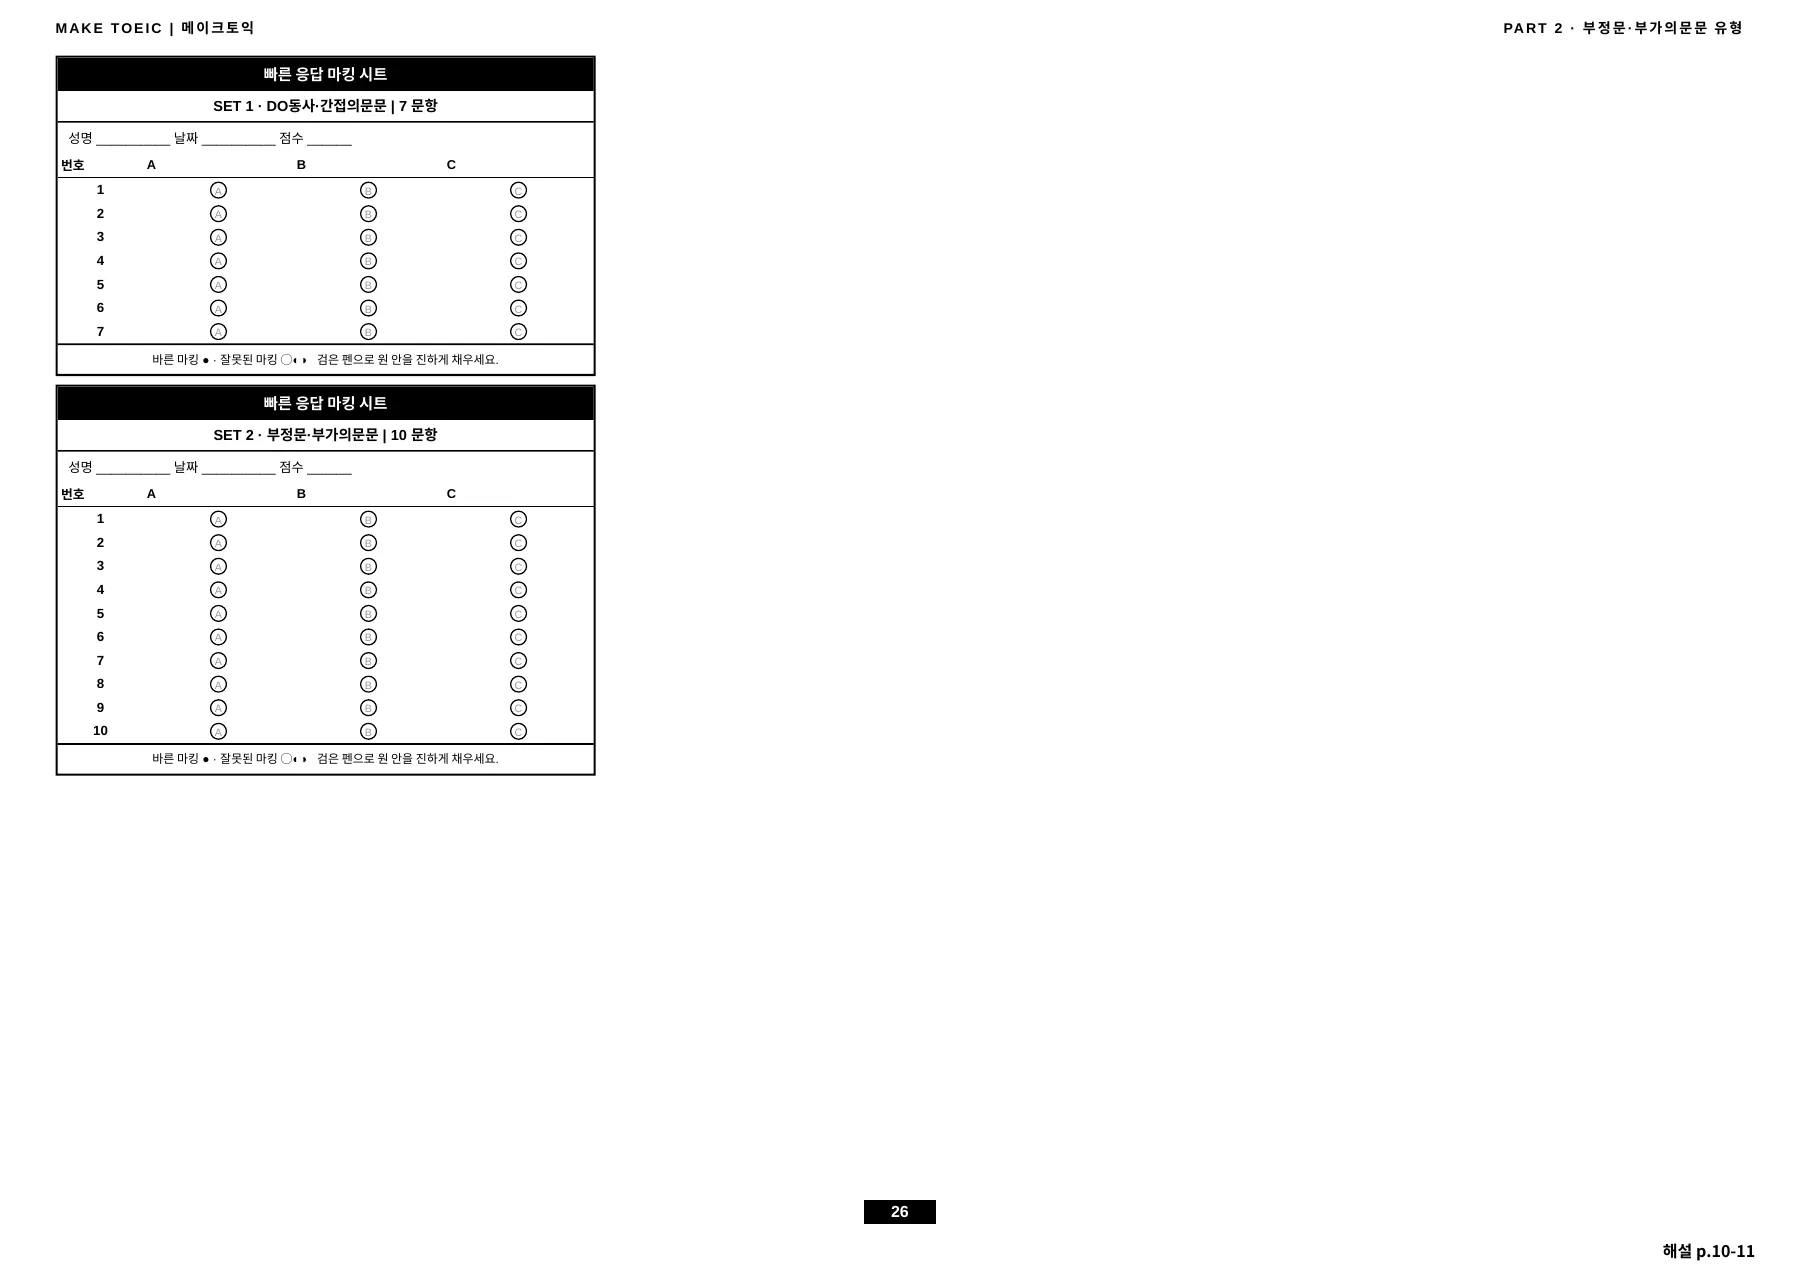 MAKE TOEIC | 메이크토익
PART 2 · 부정문·부가의문문 유형
빠른 응답 마킹 시트
SET 1 · DO동사·간접의문문 | 7 문항
성명 __________ 날짜 __________ 점수 ______
번호 A B C
1 A B C
2 A B C
3 A B C
4 A B C
5 A B C
6 A B C
7 A B C
바른 마킹 ● · 잘못된 마킹 ◯◖◗ 검은 펜으로 원 안을 진하게 채우세요.
빠른 응답 마킹 시트
SET 2 · 부정문·부가의문문 | 10 문항
성명 __________ 날짜 __________ 점수 ______
번호 A B C
1 A B C
2 A B C
3 A B C
4 A B C
5 A B C
6 A B C
7 A B C
8 A B C
9 A B C
10 A B C
바른 마킹 ● · 잘못된 마킹 ◯◖◗ 검은 펜으로 원 안을 진하게 채우세요.
26
해설 p.10-11